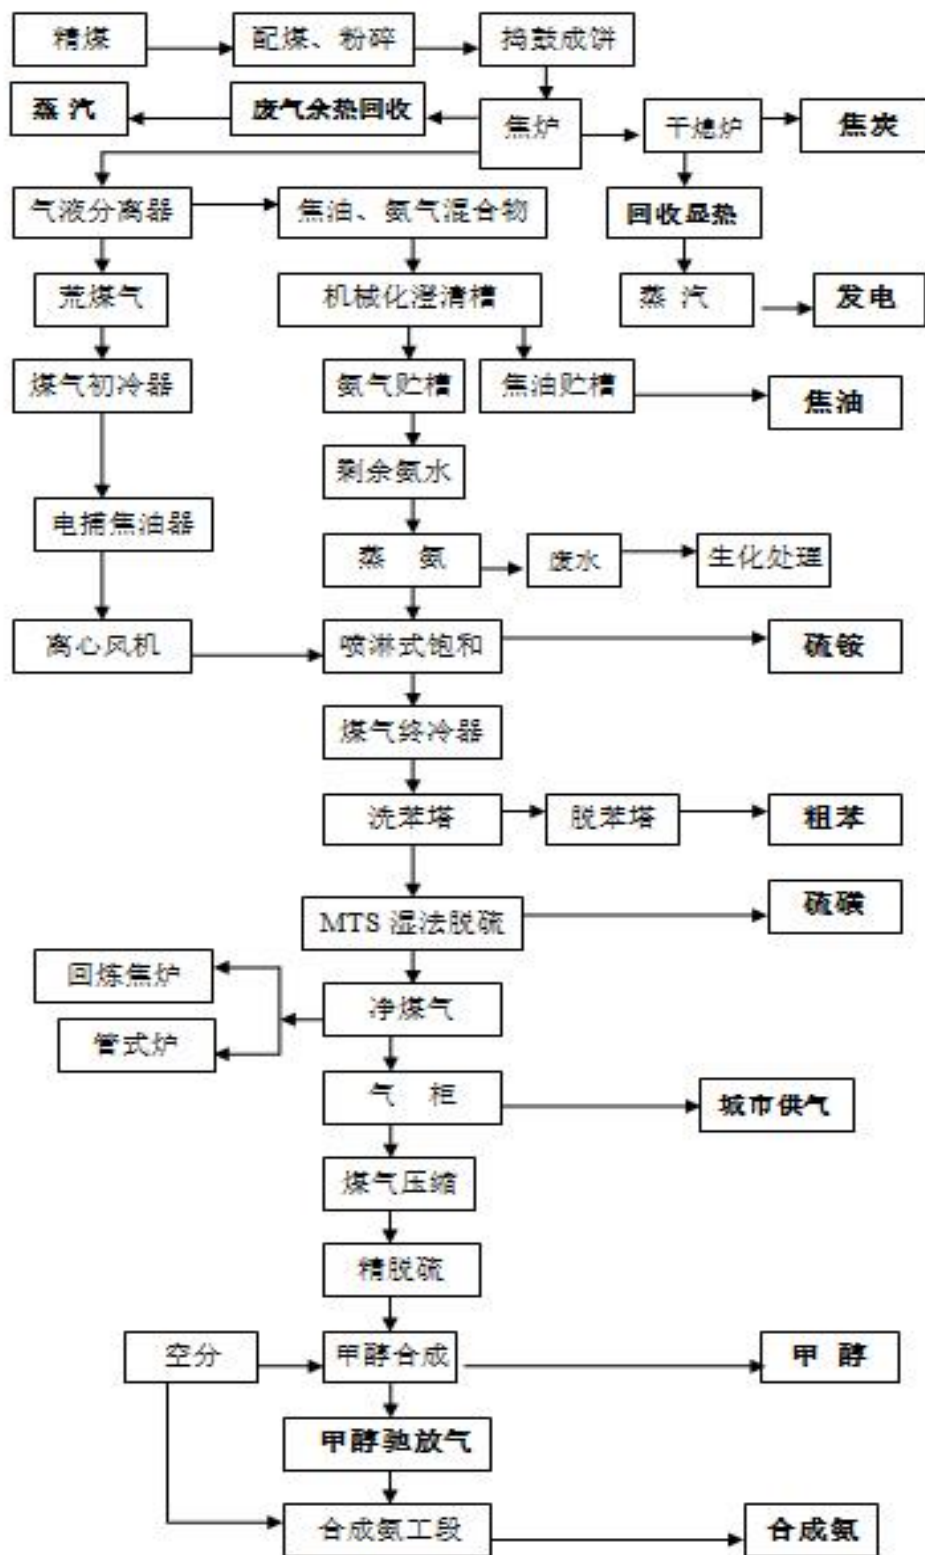 精煤
配煤、粉碎
捣鼓成饼
蒸 汽
废气余热回收
焦炉
干熄炉
焦炭
气液分离器
焦油、氨气混合物
回收显热
荒煤气
机械化澄清槽
蒸 汽
发电
煤气初冷器
氨气贮槽
焦油贮槽
焦油
剩余氨水
电捕焦油器
蒸 氨
废水
生化处理
离心风机
喷淋式饱和
硫铵
煤气终冷器
洗苯塔
脱苯塔
粗苯
MTS 湿法脱硫
硫磺
回炼焦炉
净煤气
管式炉
气 柜
城市供气
煤气压缩
精脱硫
空分
甲醇合成
甲 醇
甲醇驰放气
合成氨工段
合成氨